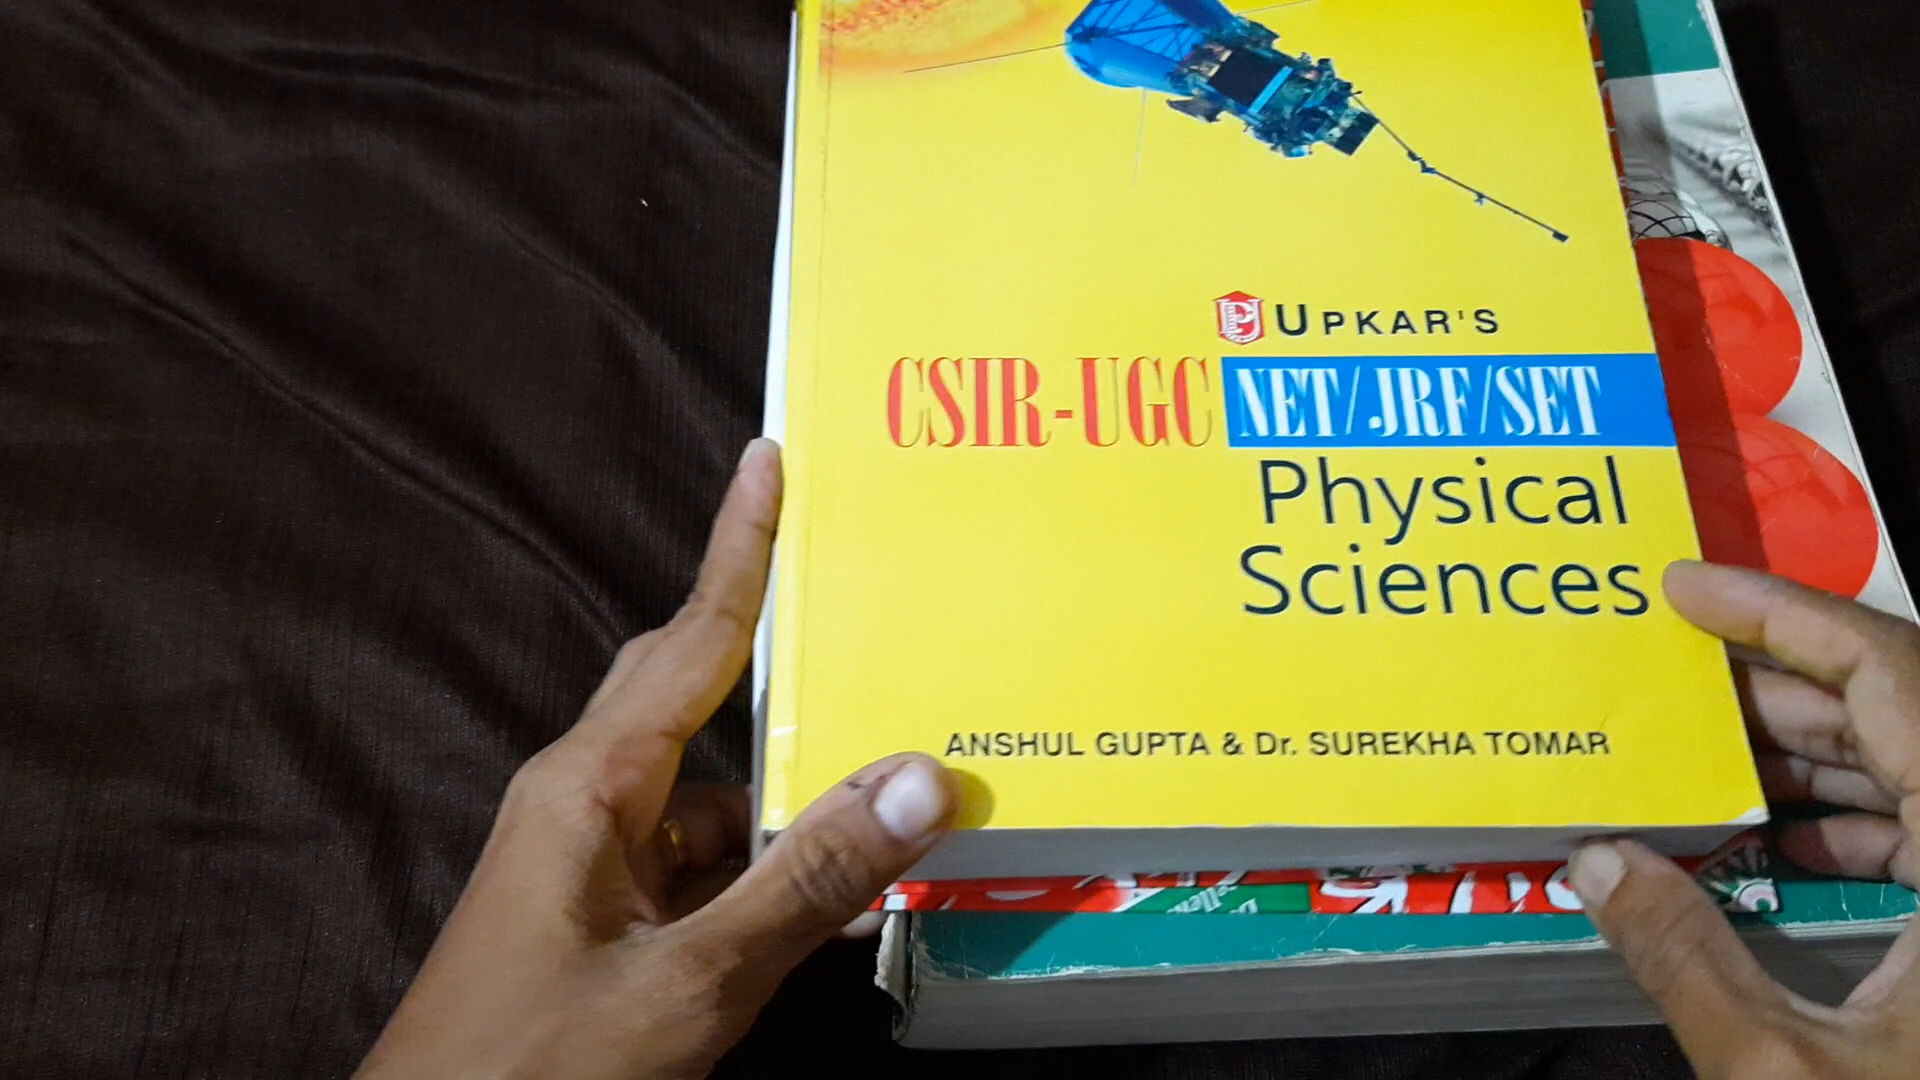 UPKAR'S
CSIR-UGC NET/JRF/SET
Physical
Sciences
ANSHUL GUPTA & Dr. SUREKHA TOMAR